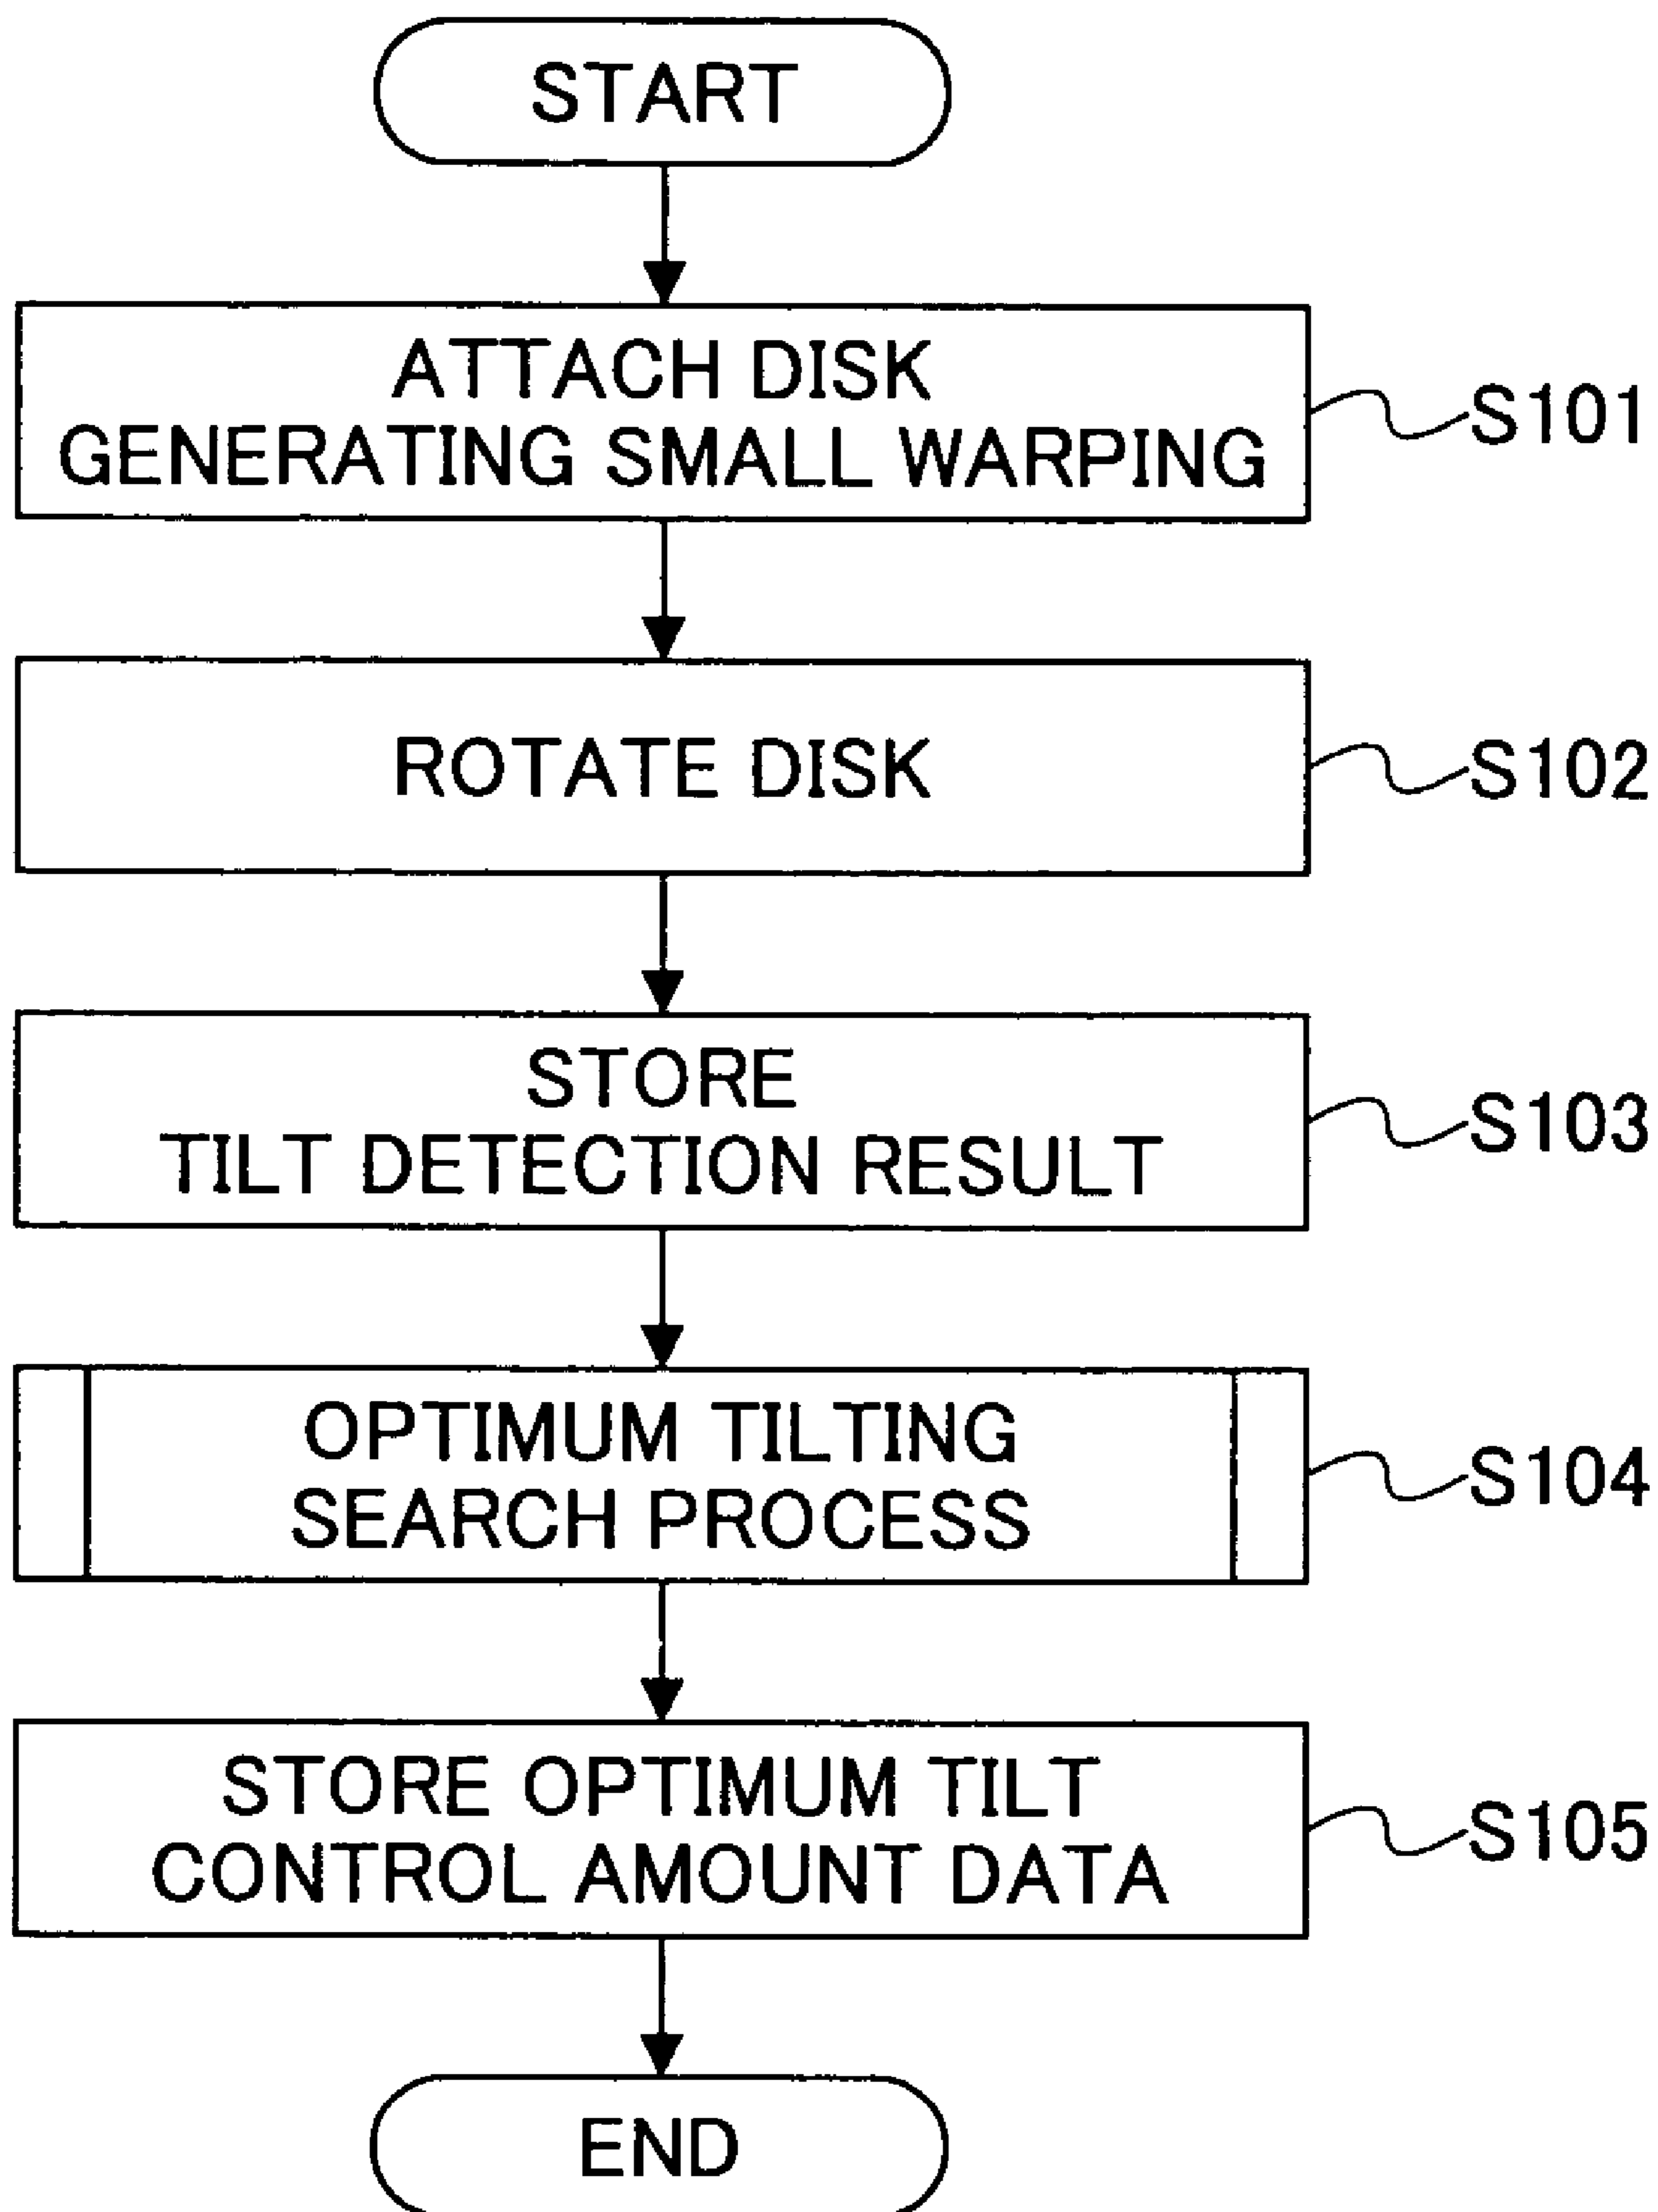 START
ATTACH DISK
GENERATING SMALL WARPING
S101
ROTATE DISK
S102
STORE
TILT DETECTION RESULT
S103
OPTIMUM TILTING
SEARCH PROCESS
S104
STORE OPTIMUM TILT
CONTROL AMOUNT DATA
S105
END